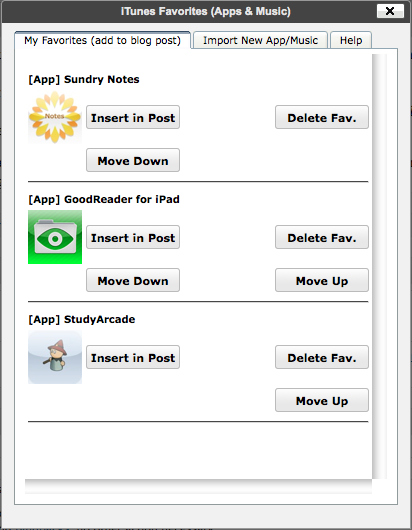 iTunes Favorites (Apps & Music)
My Favorites (add to blog post) Import New App/Music Help
[App] Sundry Notes
Notes
Insert in Post Delete Fav.
Move Down
[App] GoodReader for iPad
Insert in Post Delete Fav.
Move Down Move Up
[App] StudyArcade
Insert in Post Delete Fav.
Move Up